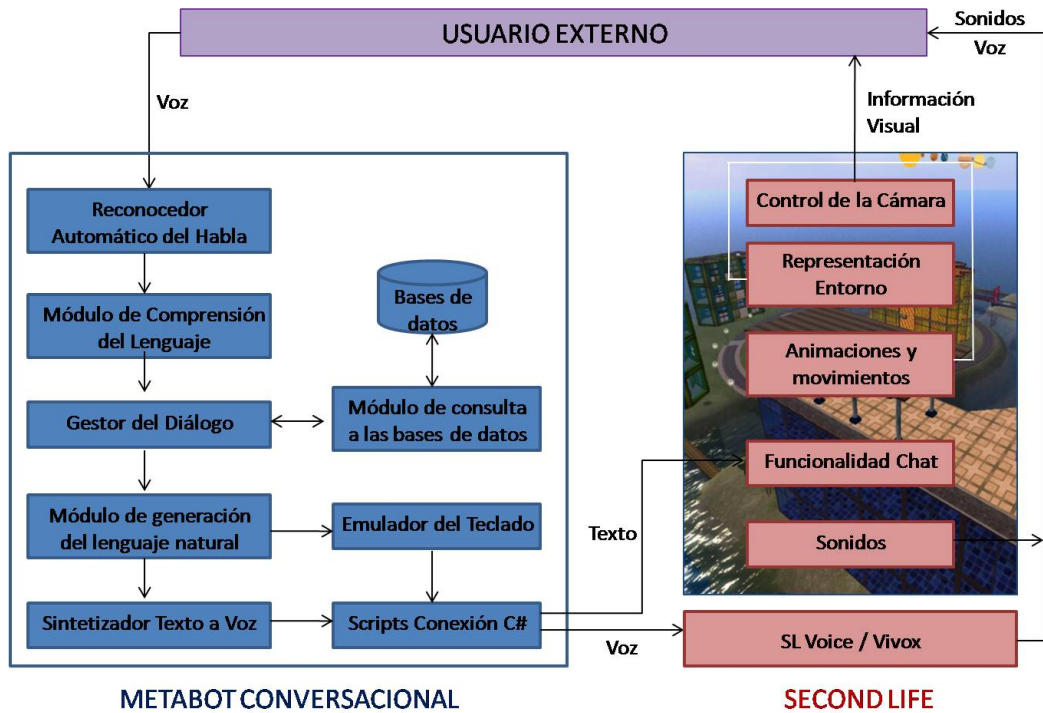 USUARIO EXTERNO
Sonidos
Voz
Voz
Información
Visual
Reconocedor
Automático del Habla
Módulo de Comprensión
del Lenguaje
Gestor del Diálogo
Bases de
datos
Módulo de consulta
a las bases de datos
Módulo de generación
del lenguaje natural
Emulador del Teclado
Sintetizador Texto a Voz
Scripts Conexión C#
Texto
Voz
Control de la Cámara
Representación
Entorno
Animaciones y
movimientos
Funcionalidad Chat
Sonidos
SL Voice / Vivox
METABOT CONVERSACIONAL
SECOND LIFE